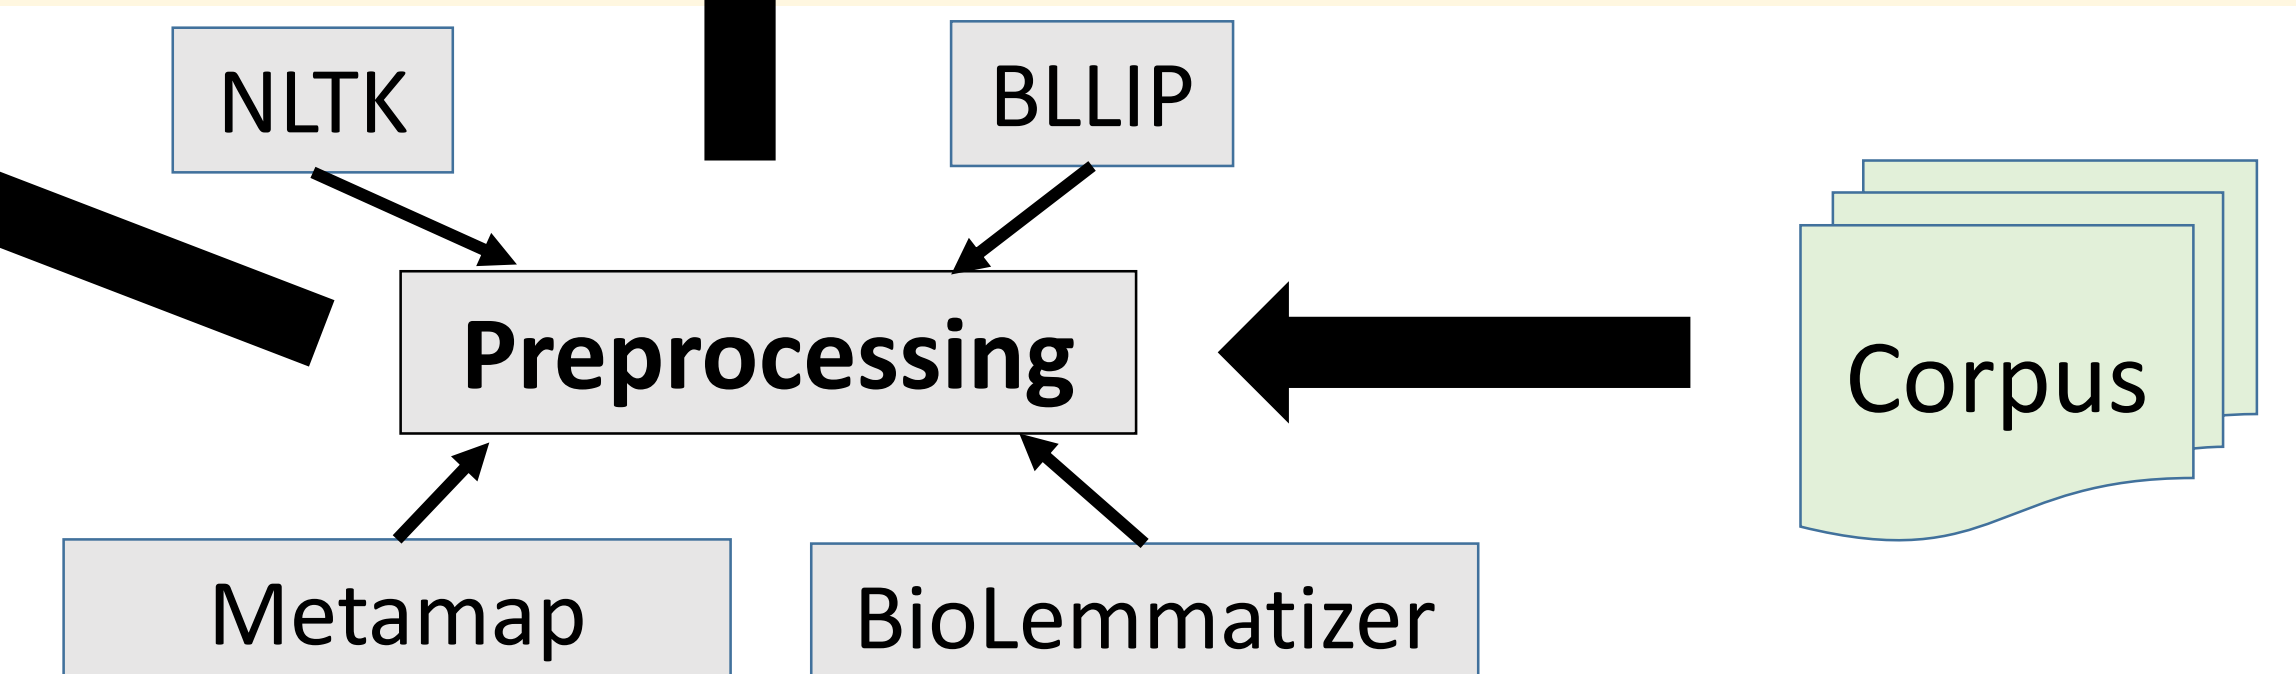 NLTK
BLLIP
Preprocessing
Corpus
Metamap
BioLemmatizer